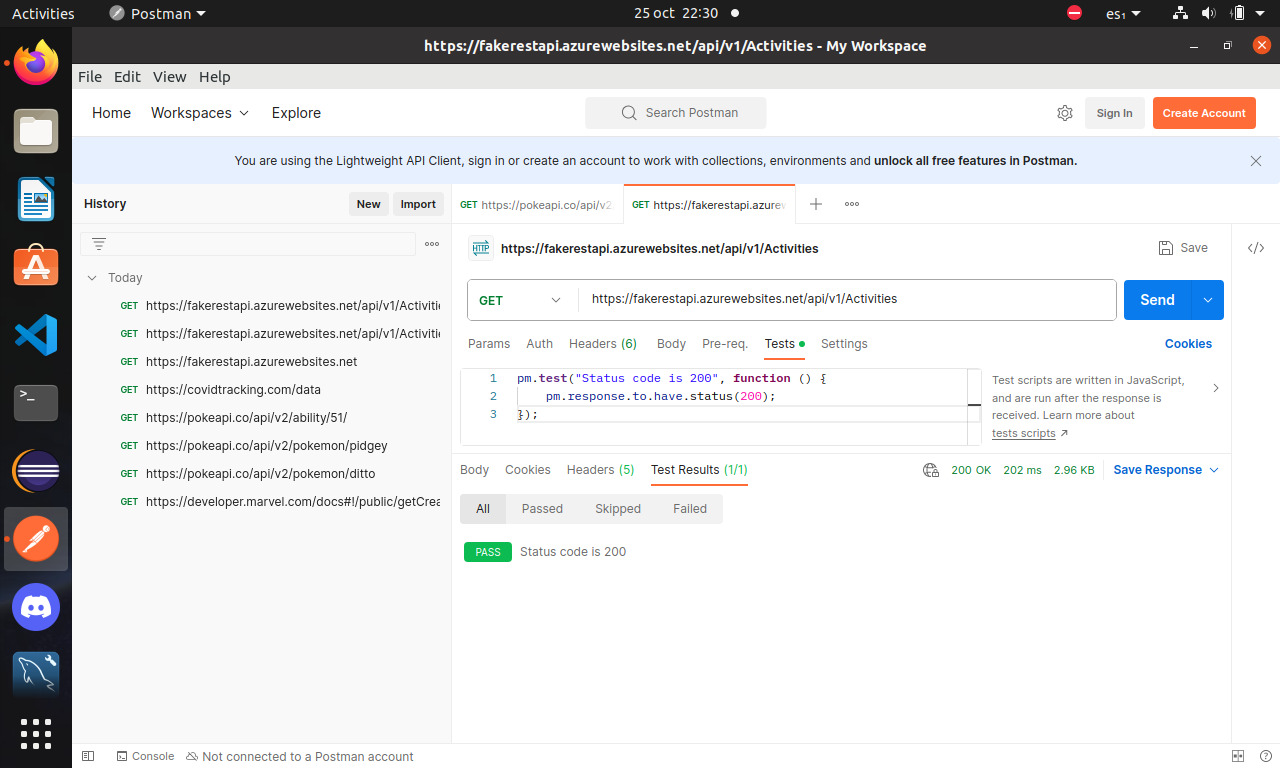 Activities Postman 25 oct 22:30 es₁
https://fakerestapi.azurewebsites.net/api/v1/Activities - My Workspace
File Edit View Help
Home Workspaces Explore Search Postman Sign In Create Account
You are using the Lightweight API Client, sign in or create an account to work with collections, environments and unlock all free features in Postman.
History New Import
GET https://pokeapi.co/api/v2 GET https://fakerestapi.azurew
HTTP https://fakerestapi.azurewebsites.net/api/v1/Activities Save
Today
GET https://fakerestapi.azurewebsites.net/api/v1/Activitie
GET https://fakerestapi.azurewebsites.net/api/v1/Activitie
GET https://fakerestapi.azurewebsites.net
GET https://covidtracking.com/data
GET https://pokeapi.co/api/v2/ability/51/
GET https://pokeapi.co/api/v2/pokemon/pidgey
GET https://pokeapi.co/api/v2/pokemon/ditto
GET https://developer.marvel.com/docs#!/public/getCrea
GET https://fakerestapi.azurewebsites.net/api/v1/Activities Send
Params Auth Headers (6) Body Pre-req. Tests Settings Cookies
1 pm.test("Status code is 200", function () {
2 pm.response.to.have.status(200);
3 });
Test scripts are written in JavaScript,
and are run after the response is
received. Learn more about
tests scripts ↗
Body Cookies Headers (5) Test Results (1/1) 200 OK 202 ms 2.96 KB Save Response
All Passed Skipped Failed
PASS Status code is 200
Console Not connected to a Postman account